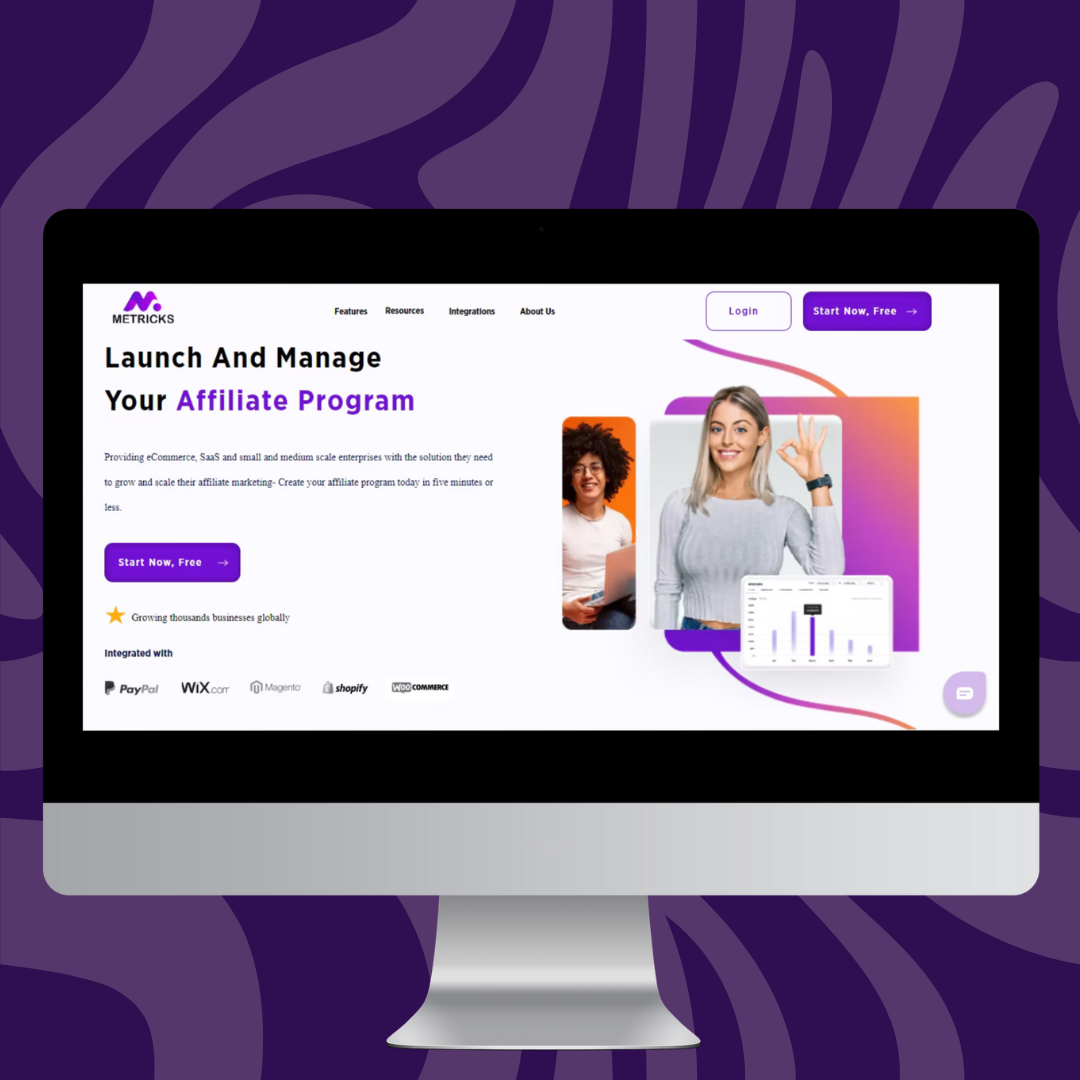 METRICKS
Features
Resources
Integrations
About Us
Login
Start Now, Free
Launch And Manage
Your Affiliate Program
Providing eCommerce, SaaS and small and medium scale enterprises with the solution they need
to grow and scale their affiliate marketing- Create your affiliate program today in five minutes or
less.
Start Now, Free
Growing thousands businesses globally
Integrated with
PayPal
WiX.com
Magento
shopify
WOO COMMERCE